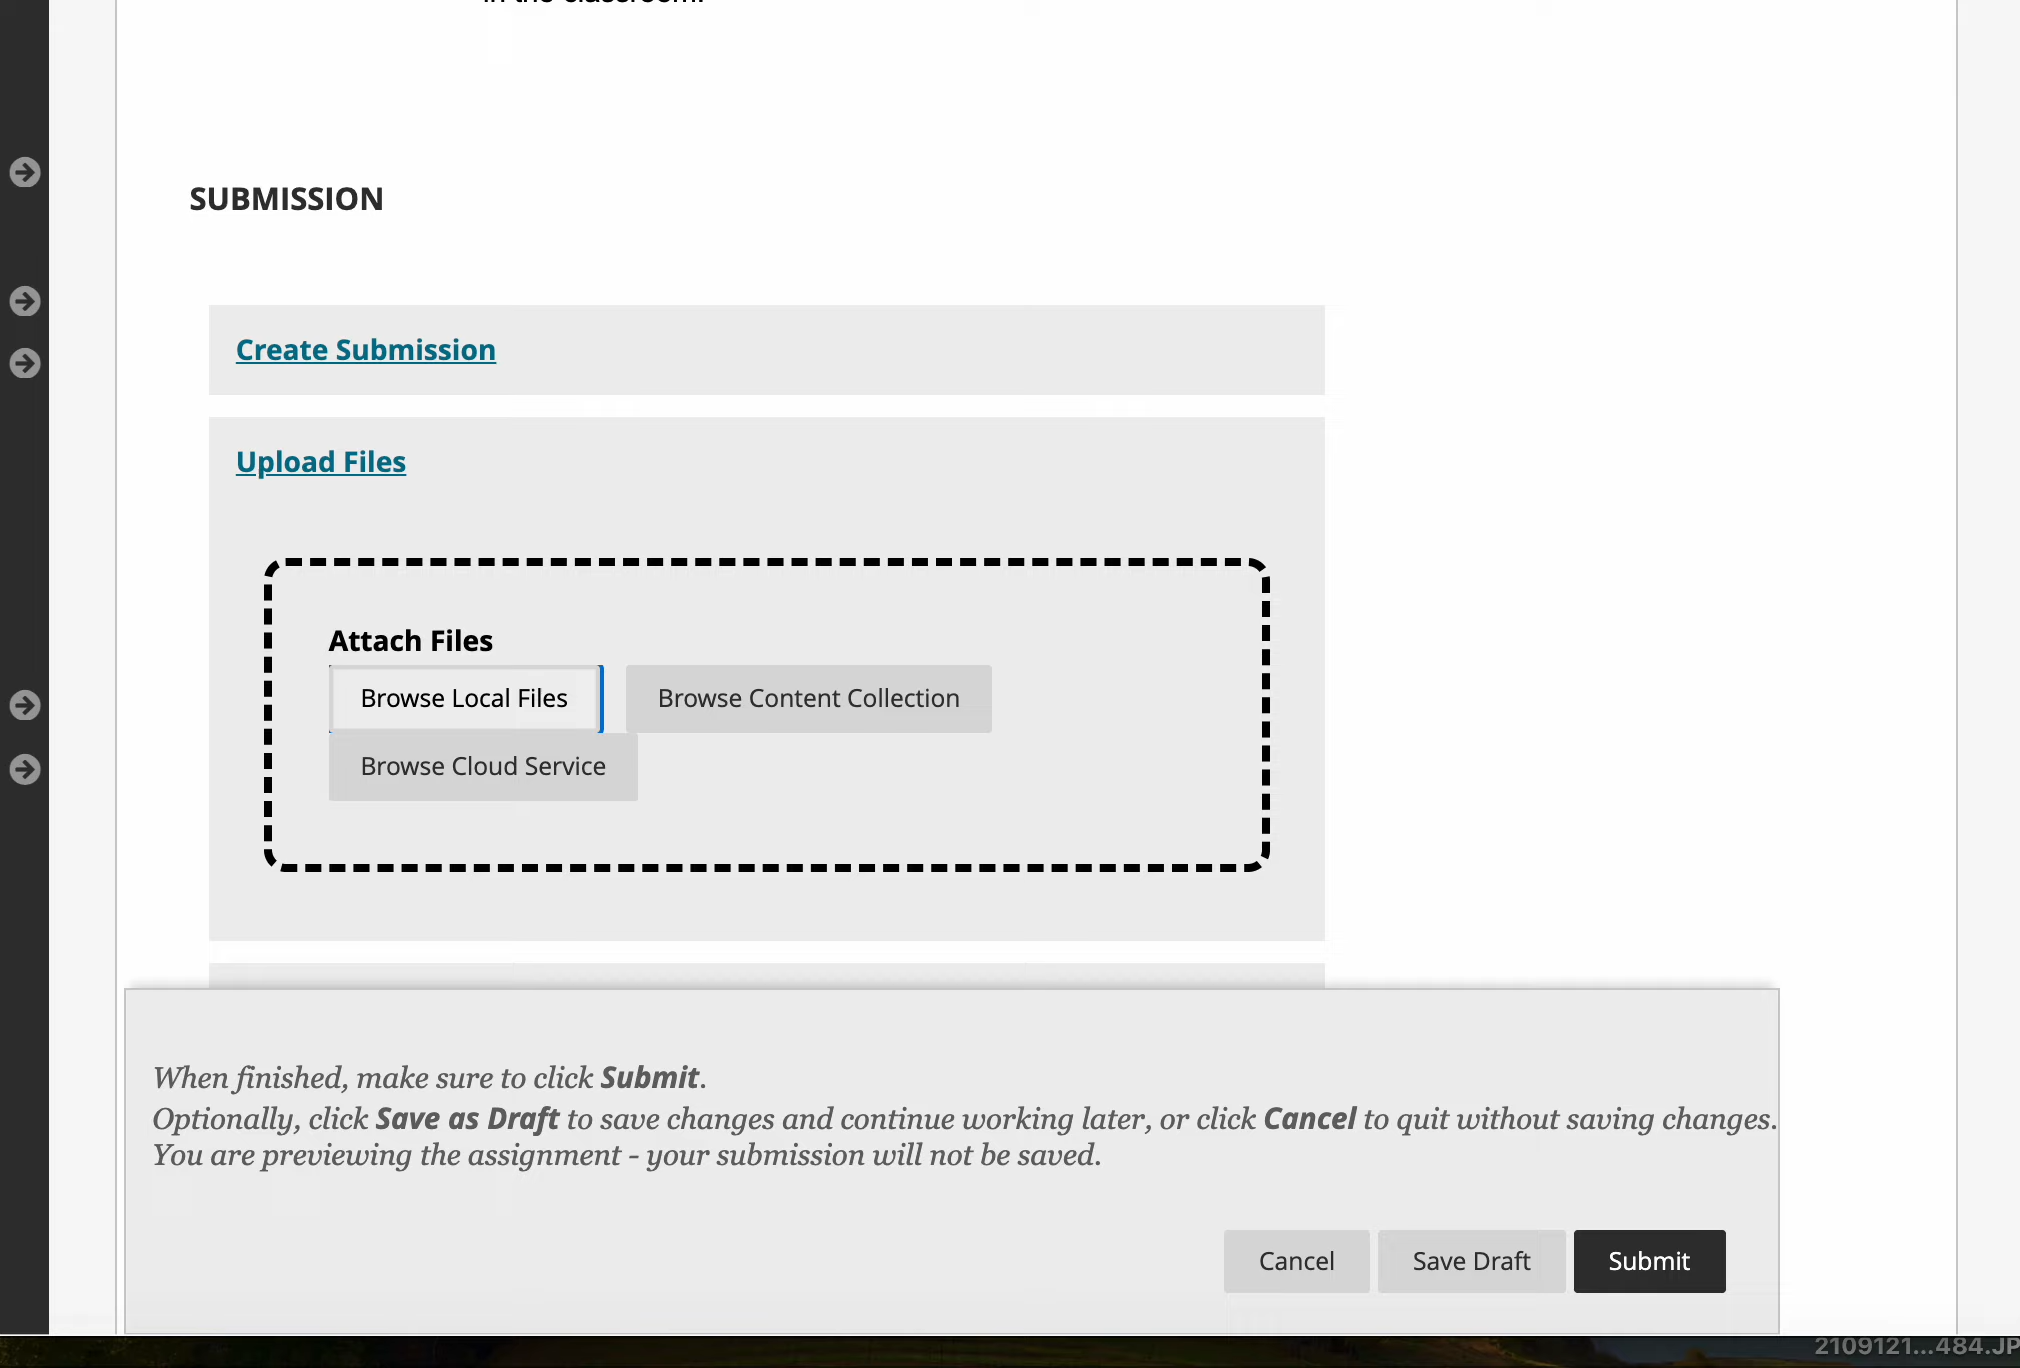 in the classroom.
SUBMISSION
Create Submission
Upload Files
Attach Files
Browse Local Files
Browse Content Collection
Browse Cloud Service
When finished, make sure to click Submit.
Optionally, click Save as Draft to save changes and continue working later, or click Cancel to quit without saving changes.
You are previewing the assignment - your submission will not be saved.
Cancel
Save Draft
Submit
2109121...484.JP